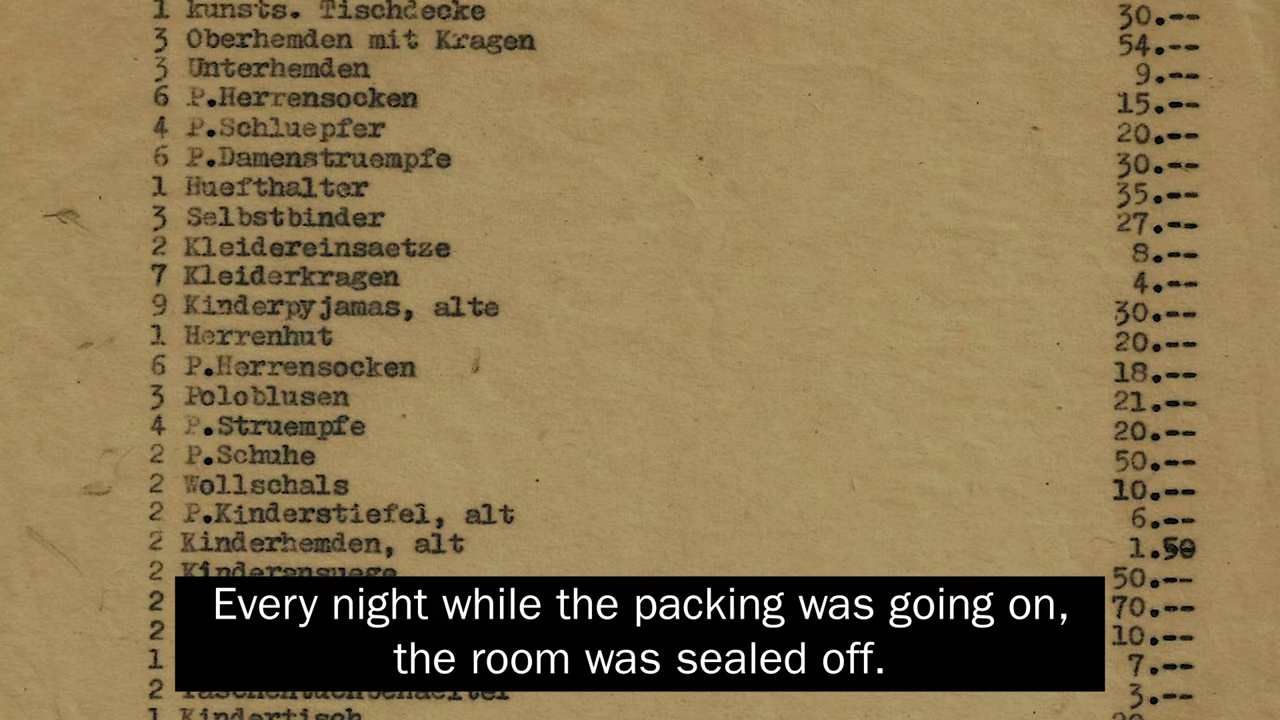 1 kunsts. Tischdecke 30.--
3 Oberhemden mit Kragen 54.--
3 Unterhemden 9.--
6 P.Herrensocken 15.--
4 P.Schluepfer 20.--
6 P.Damenstruempfe 30.--
1 Huefthalter 35.--
3 Selbstbinder 27.--
2 Kleidereinsaetze 8.--
7 Kleiderkragen 4.--
9 Kinderpyjamas, alte 30.--
1 Herrenhut 20.--
6 P.Herrensocken 18.--
3 Poloblusen 21.--
4 P.Struempfe 20.--
2 P.Schuhe 50.--
2 Wollschals 10.--
2 P.Kinderstiefel, alt 6.--
2 Kinderhemden, alt 1.50
2 Kinderansuege 50.--
2 70.--
2 10.--
1 7.--
2 3.--
1 Kindertisch
Every night while the packing was going on,
the room was sealed off.